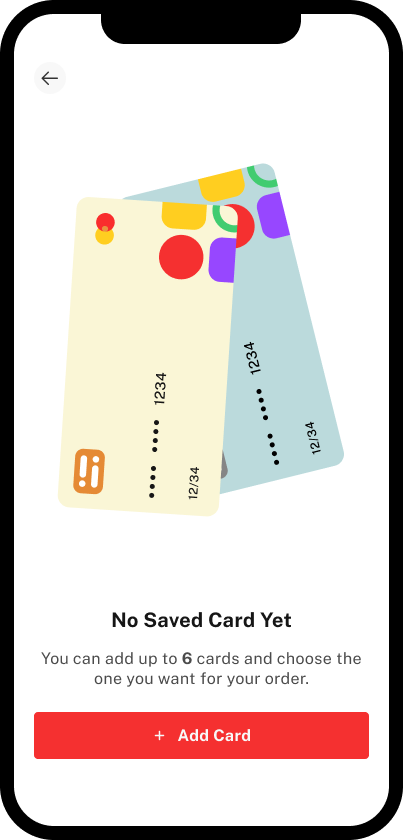 1234
12/34
1234
12/34
No Saved Card Yet
You can add up to 6 cards and choose the
one you want for your order.
+ Add Card